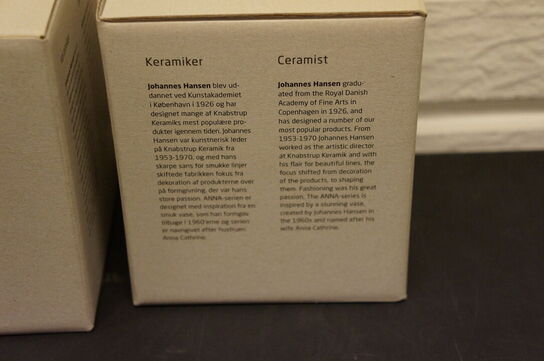 Keramiker
Johannes Hansen blev ud-
dannet ved Kunstakademiet
i København i 1926 og har
designet mange af Knabstrup
Keramiks mest populære pro-
dukter igennem tiden. Johannes
Hansen var kunstnerisk leder
på Knabstrup Keramik fra
1953-1970, og med hans
skarpe sans for smukke linjer
skiftede fabrikken fokus fra
dekoration af produkterne over
på formgivning, der var hans
store passion. ANNA-serien er
designet med inspiration fra en
smuk vase, som han formgav
tilbage i 1960'erne og serien
er navngivet efter hustruen
Anna Cathrine.
Ceramist
Johannes Hansen gradu-
ated from the Royal Danish
Academy of Fine Arts in
Copenhagen in 1926, and
has designed a number of our
most popular products. From
1953-1970 Johannes Hansen
worked as the artistic director
at Knabstrup Keramik and with
his flair for beautiful lines, the
focus shifted from decoration
of the products, to shaping
them. Fashioning was his great
passion. The ANNA-series is
inspired by a stunning vase,
created by Johannes Hansen in
the 1960s and named after his
wife Anna Cathrine.